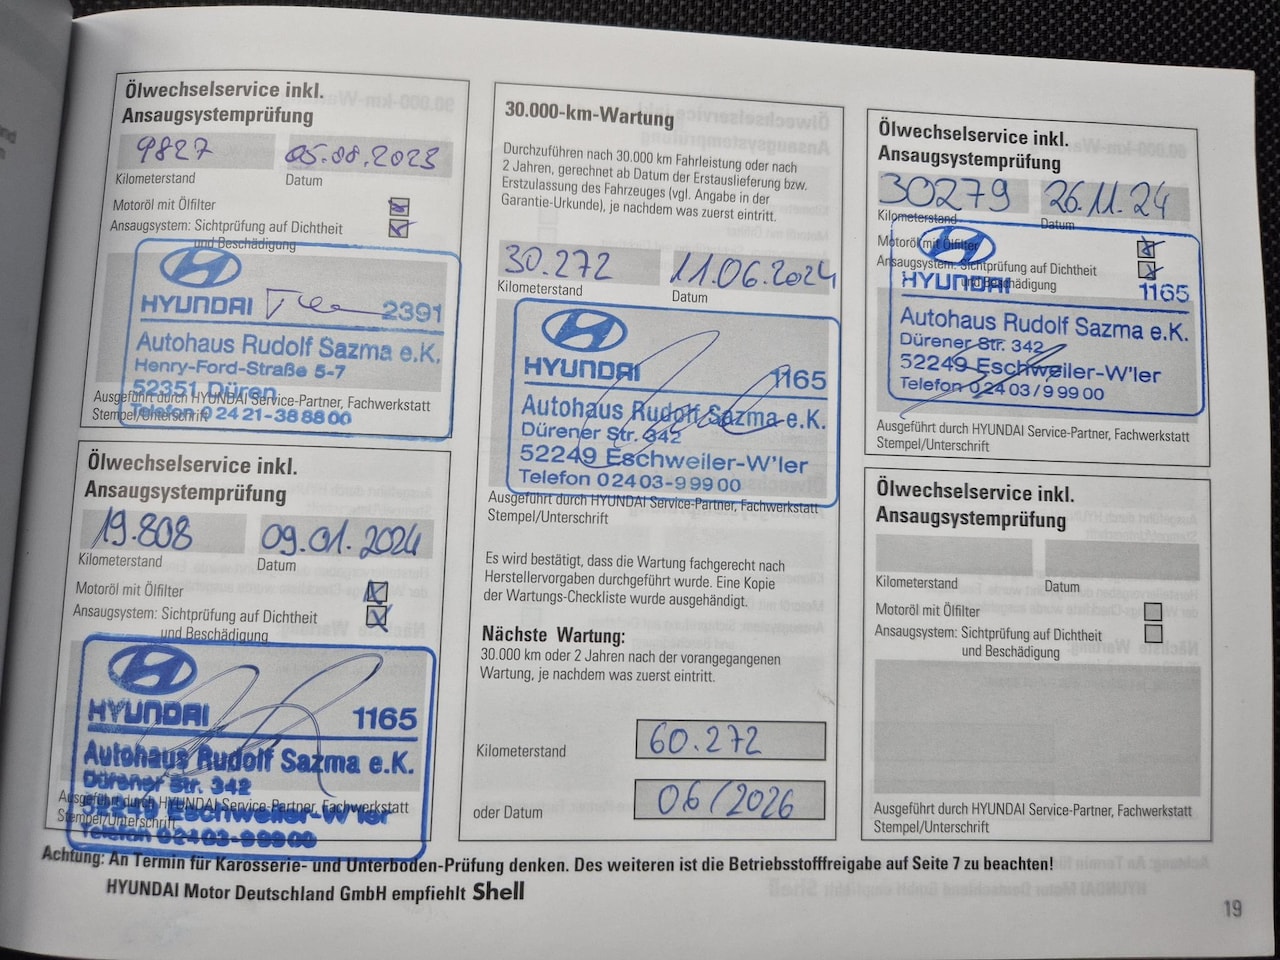 Ölwechselservice inkl.
Ansaugsystemprüfung
9827 05.08.2023
Kilometerstand Datum
Motoröl mit Ölfilter
Ansaugsystem: Sichtprüfung auf Dichtheit
und Beschädigung
HYUNDAI 2391
Autohaus Rudolf Sazma e.K.
Henry-Ford-Straße 5-7
52351 Düren
Telefon 02421-388800
Ausgeführt durch HYUNDAI Service-Partner, Fachwerkstatt
Stempel/Unterschrift
Ölwechselservice inkl.
Ansaugsystemprüfung
19.808 09.01.2024
Kilometerstand Datum
Motoröl mit Ölfilter
Ansaugsystem: Sichtprüfung auf Dichtheit
und Beschädigung
HYUNDAI 1165
Autohaus Rudolf Sazma e.K.
Dürener Str. 342
52249 Eschweiler-W'ler
Telefon 02403-99900
Ausgeführt durch HYUNDAI Service-Partner, Fachwerkstatt
Stempel/Unterschrift
30.000-km-Wartung
Durchzuführen nach 30.000 km Fahrleistung oder nach
2 Jahren, gerechnet ab Datum der Erstauslieferung bzw.
Erstzulassung des Fahrzeuges (vgl. Angabe in der
Garantie-Urkunde), je nachdem was zuerst eintritt.
30.272 11.06.2024
Kilometerstand Datum
HYUNDAI 1165
Autohaus Rudolf Sazma e.K.
Dürener Str. 342
52249 Eschweiler-W'ler
Telefon 02403-99900
Ausgeführt durch HYUNDAI Service-Partner, Fachwerkstatt
Stempel/Unterschrift
Es wird bestätigt, dass die Wartung fachgerecht nach
Herstellervorgaben durchgeführt wurde. Eine Kopie
der Wartungs-Checkliste wurde ausgehändigt.
Nächste Wartung:
30.000 km oder 2 Jahren nach der vorangegangenen
Wartung, je nachdem was zuerst eintritt.
Kilometerstand 60.272
oder Datum 06/2026
Ölwechselservice inkl.
Ansaugsystemprüfung
30279 26.11.24
Kilometerstand Datum
Motoröl mit Ölfilter
Ansaugsystem: Sichtprüfung auf Dichtheit
und Beschädigung
HYUNDAI 1165
Autohaus Rudolf Sazma e.K.
Dürener Str. 342
52249 Eschweiler-W'ler
Telefon 02403/99900
Ausgeführt durch HYUNDAI Service-Partner, Fachwerkstatt
Stempel/Unterschrift
Ölwechselservice inkl.
Ansaugsystemprüfung
Kilometerstand Datum
Motoröl mit Ölfilter
Ansaugsystem: Sichtprüfung auf Dichtheit
und Beschädigung
Ausgeführt durch HYUNDAI Service-Partner, Fachwerkstatt
Stempel/Unterschrift
Achtung: An Termin für Karosserie- und Unterboden-Prüfung denken. Des weiteren ist die Betriebsstofffreigabe auf Seite 7 zu beachten!
HYUNDAI Motor Deutschland GmbH empfiehlt Shell
19